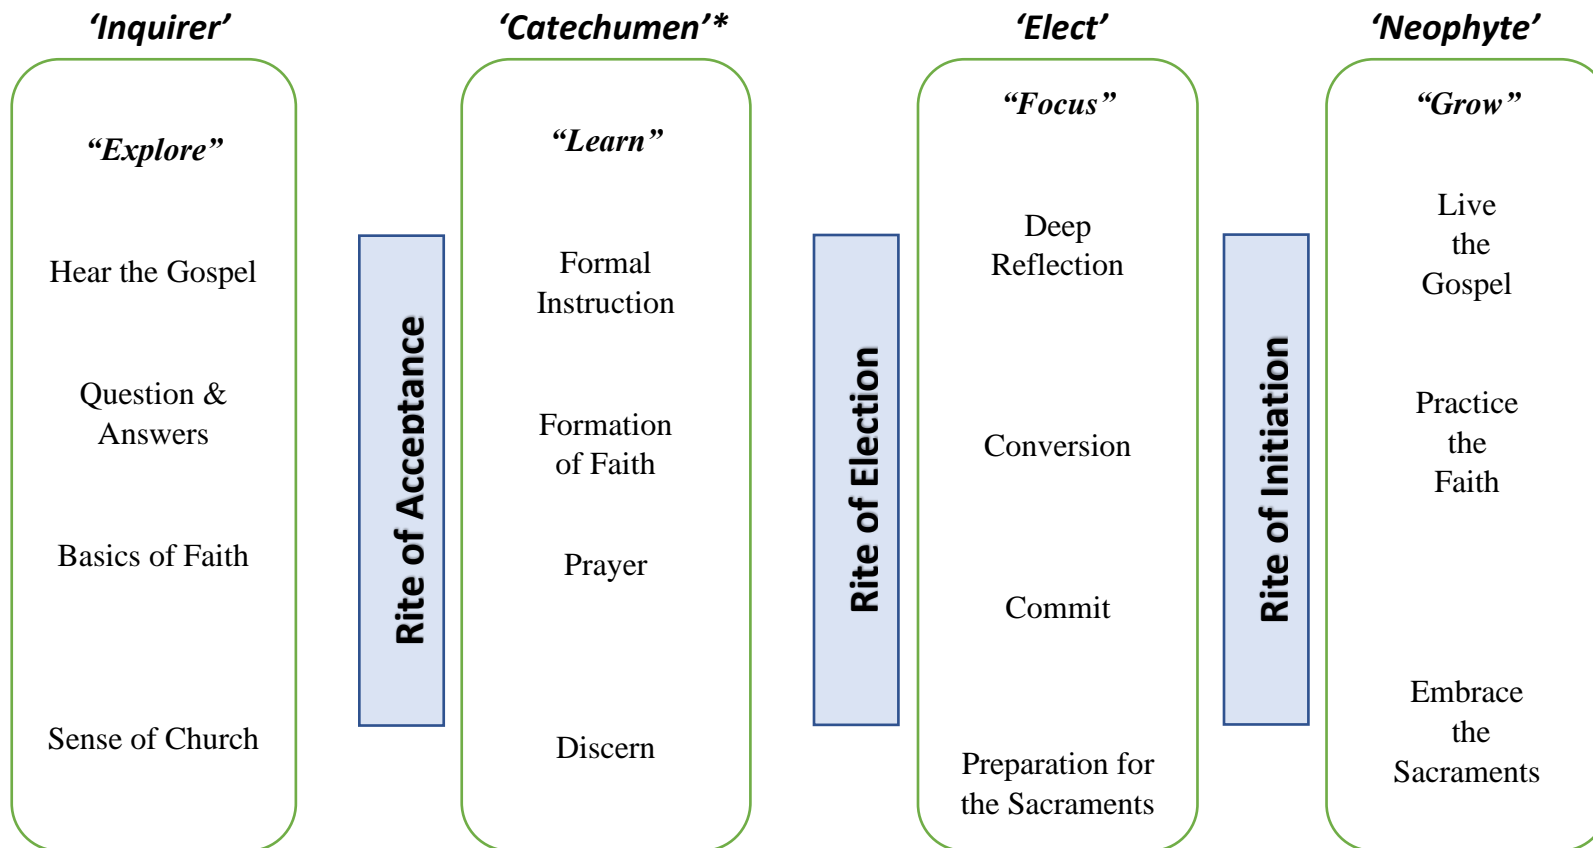 ‘Inquirer’
“Explore”
Hear the Gospel
Question &
Answers
Basics of Faith
Sense of Church
Rite of Acceptance
‘Catechumen’*
“Learn”
Formal
Instruction
Formation
of Faith
Prayer
Discern
Rite of Election
‘Elect’
“Focus”
Deep
Reflection
Conversion
Commit
Preparation for
the Sacraments
Rite of Initiation
‘Neophyte’
“Grow”
Live
the
Gospel
Practice
the
Faith
Embrace
the
Sacraments